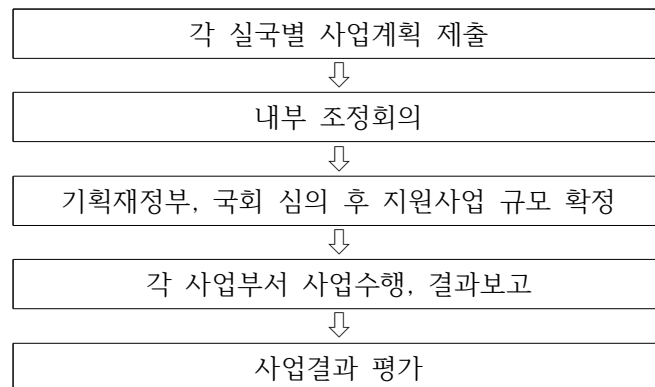 각 실국별 사업계획 제출
내부 조정회의
기획재정부, 국회 심의 후 지원사업 규모 확정
각 사업부서 사업수행, 결과보고
사업결과 평가